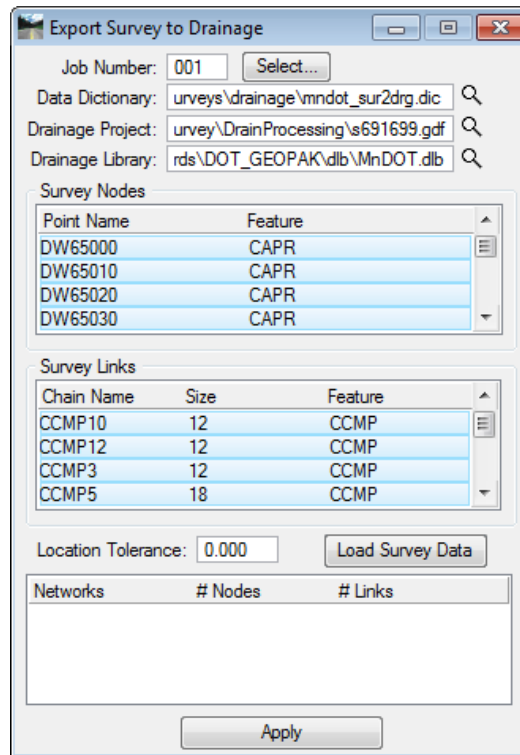 Export Survey to Drainage
Job Number: 001 Select...
Data Dictionary: urveys\drainage\mndot_sur2drg.dic
Drainage Project: urvey\DrainProcessing\s691699.gdf
Drainage Library: rds\DOT_GEOPAK\dlb\MnDOT.dlb
Survey Nodes
Point Name Feature
DW65000 CAPR
DW65010 CAPR
DW65020 CAPR
DW65030 CAPR
Survey Links
Chain Name Size Feature
CCMP10 12 CCMP
CCMP12 12 CCMP
CCMP3 12 CCMP
CCMP5 18 CCMP
Location Tolerance: 0.000 Load Survey Data
Networks # Nodes # Links
Apply